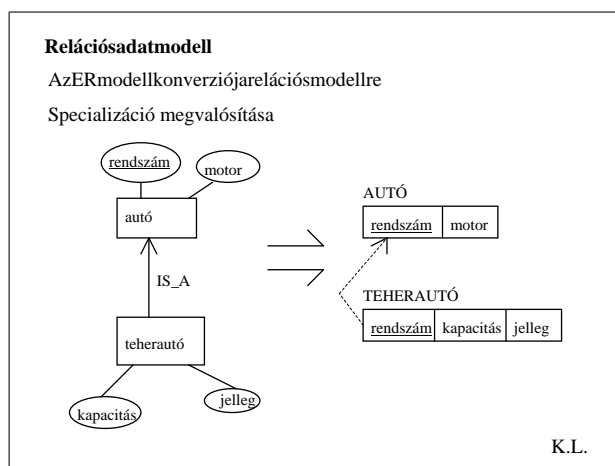 Relációsadatmodell
AzERmodellkonverziójarelációsmodellre
Specializáció megvalósítása
rendszám
motor
autó
IS_A
teherautó
kapacitás
jelleg
AUTÓ
rendszám motor
TEHERAUTÓ
rendszám kapacitás jelleg
K.L.